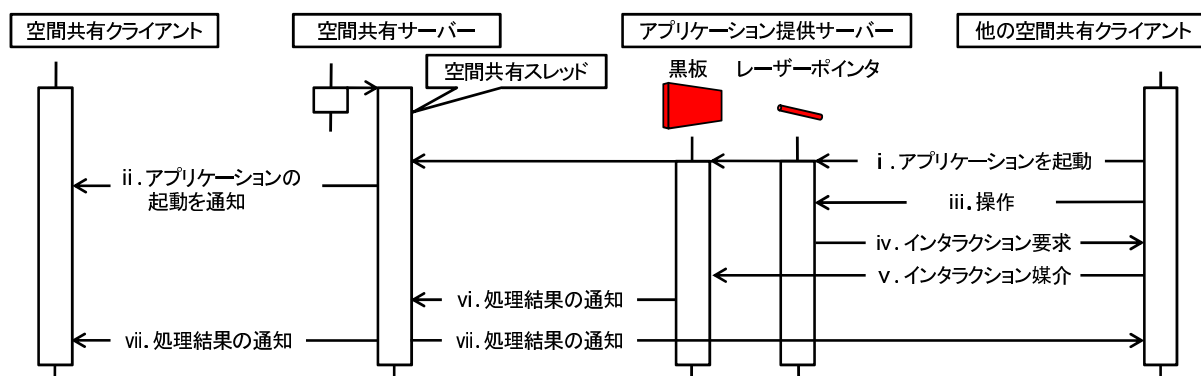 空間共有クライアント
空間共有サーバー
アプリケーション提供サーバー
他の空間共有クライアント
空間共有スレッド
黒板
レーザーポインタ
ⅰ.アプリケーションを起動
ⅱ.アプリケーションの
起動を通知
ⅲ.操作
ⅳ.インタラクション要求
ⅴ.インタラクション媒介
ⅵ.処理結果の通知
ⅶ.処理結果の通知
ⅶ.処理結果の通知